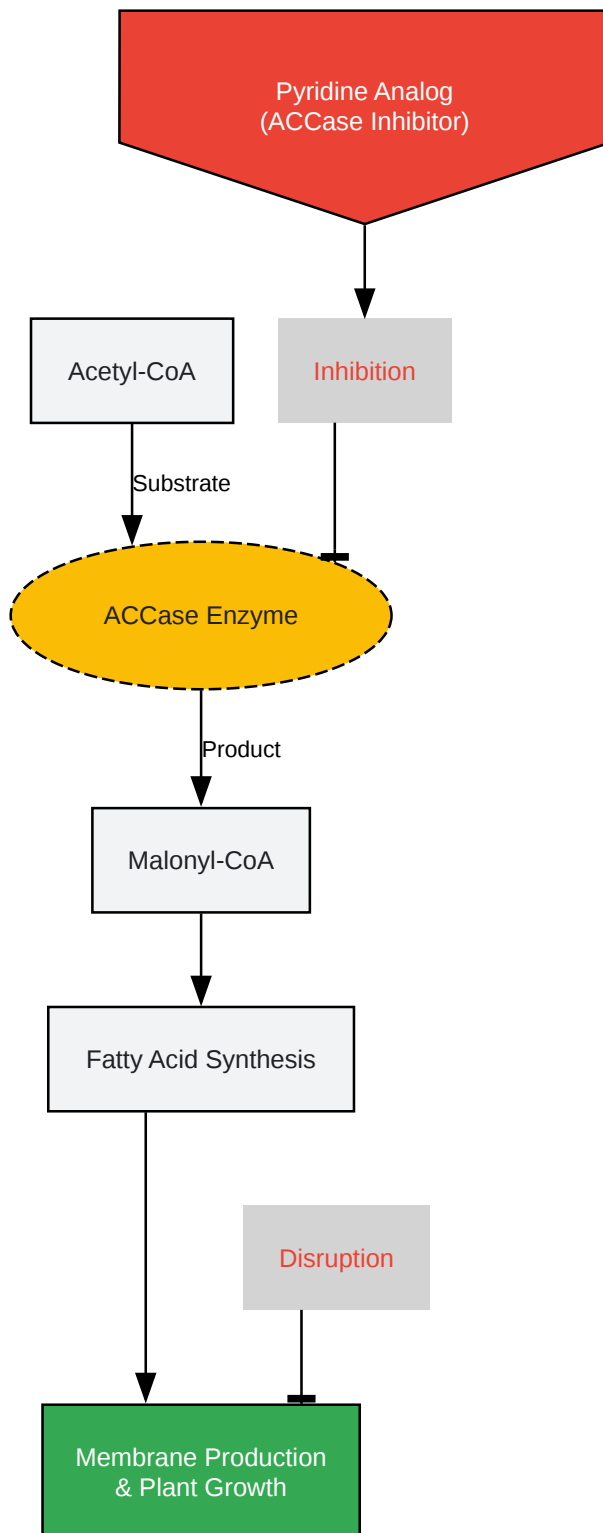 Pyridine Analog
(ACCase Inhibitor)
Acetyl-CoA
Inhibition
Substrate
ACCase Enzyme
Product
Malonyl-CoA
Fatty Acid Synthesis
Disruption
Membrane Production
& Plant Growth